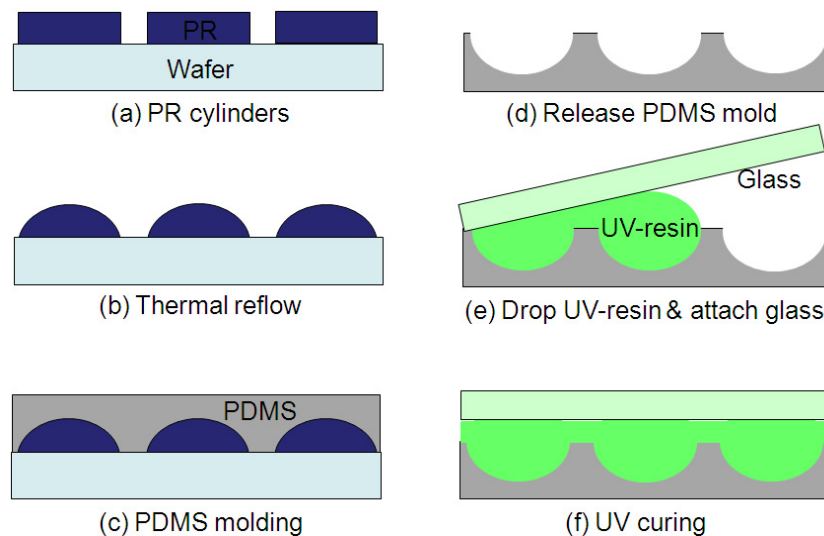 PR
Wafer
(a) PR cylinders
(b) Thermal reflow
PDMS
(c) PDMS molding
(d) Release PDMS mold
Glass
UV-resin
(e) Drop UV-resin & attach glass
(f) UV curing